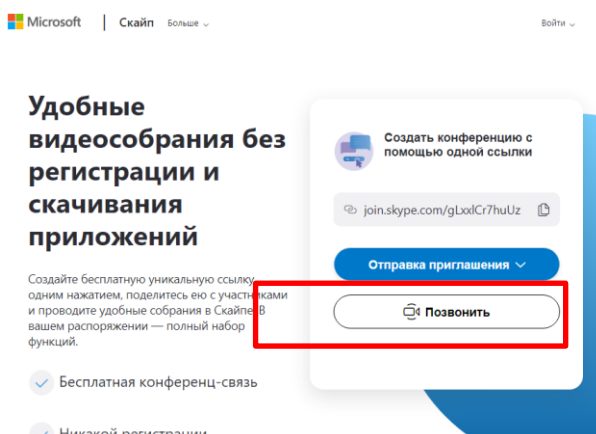 Microsoft Скайп Больше Войти
Удобные
видеособрания без
регистрации и
скачивания
приложений
Создайте бесплатную уникальную ссылку
одним нажатием, поделитесь ею с участниками
и проводите удобные собрания в Скайпе. В
вашем распоряжении — полный набор
функций.
Бесплатная конференц-связь
Никакой регистрации
Создать конференцию с
помощью одной ссылки
join.skype.com/gLxxlCr7huUz
Отправка приглашения
Позвонить